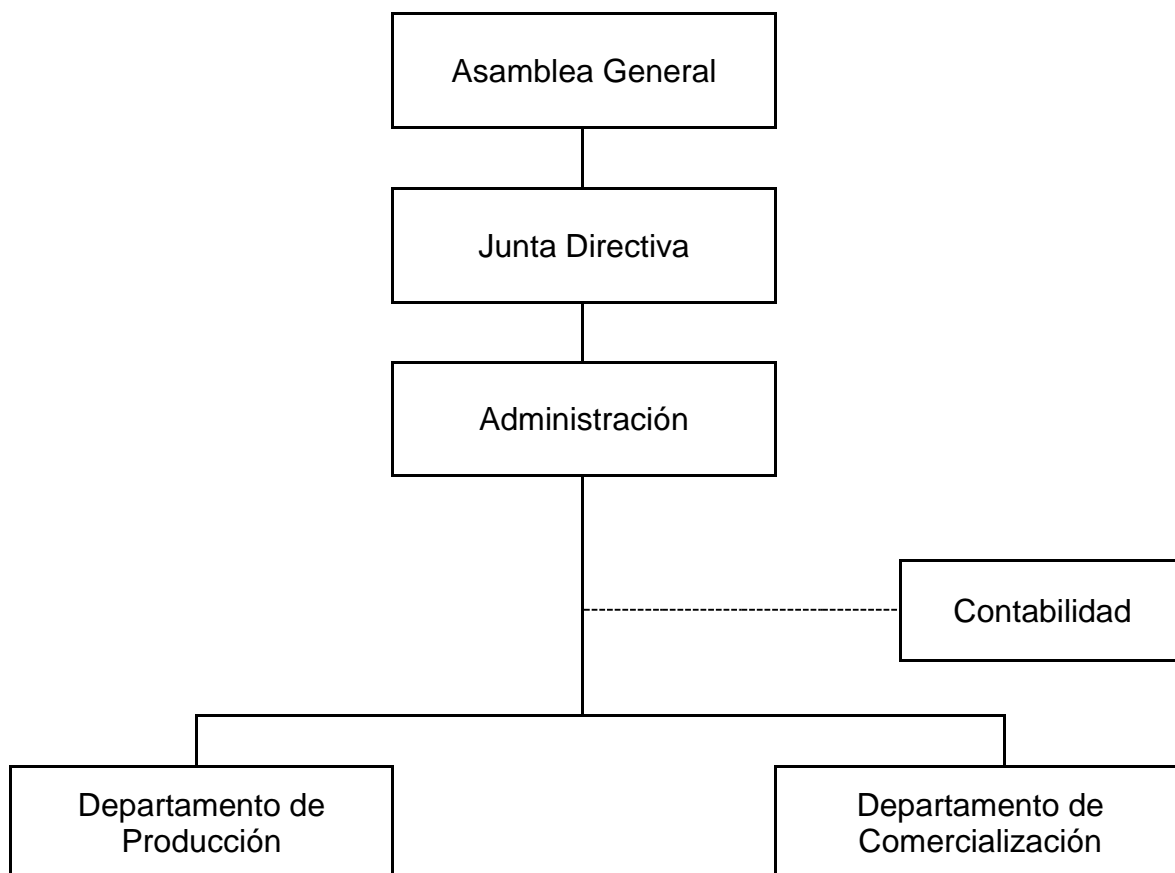 Asamblea General
Junta Directiva
Administración
Contabilidad
Departamento de
Producción
Departamento de
Comercialización